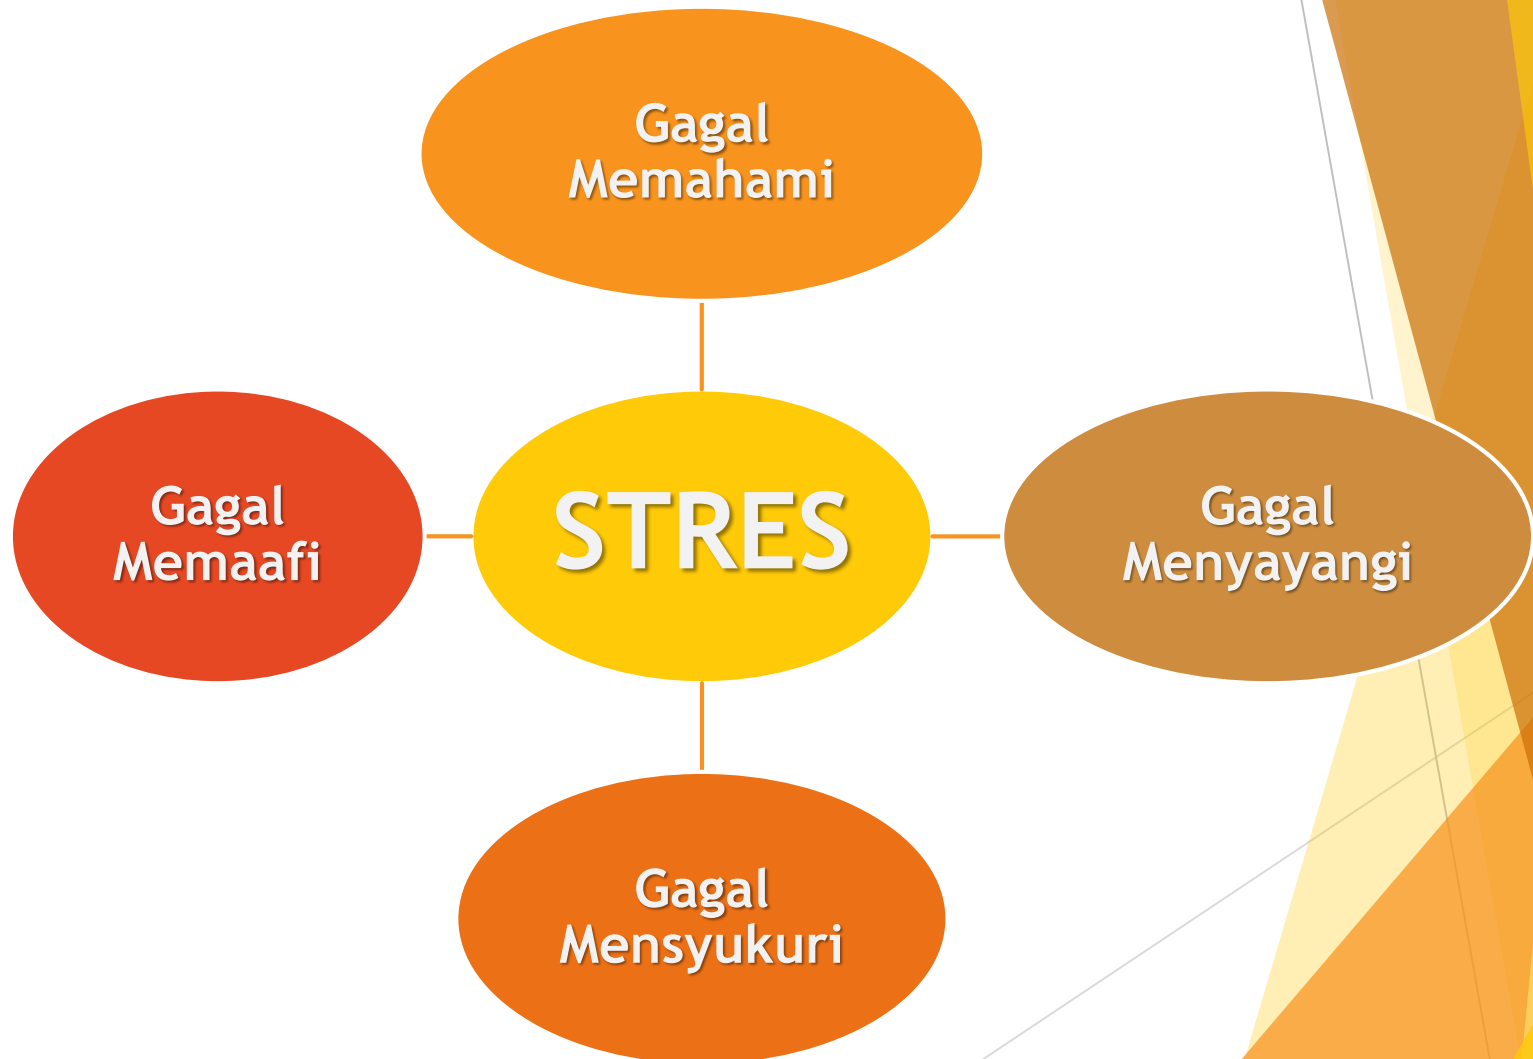 Gagal
Memahami
Gagal
Memaafi
STRES
Gagal
Menyayangi
Gagal
Mensyukuri